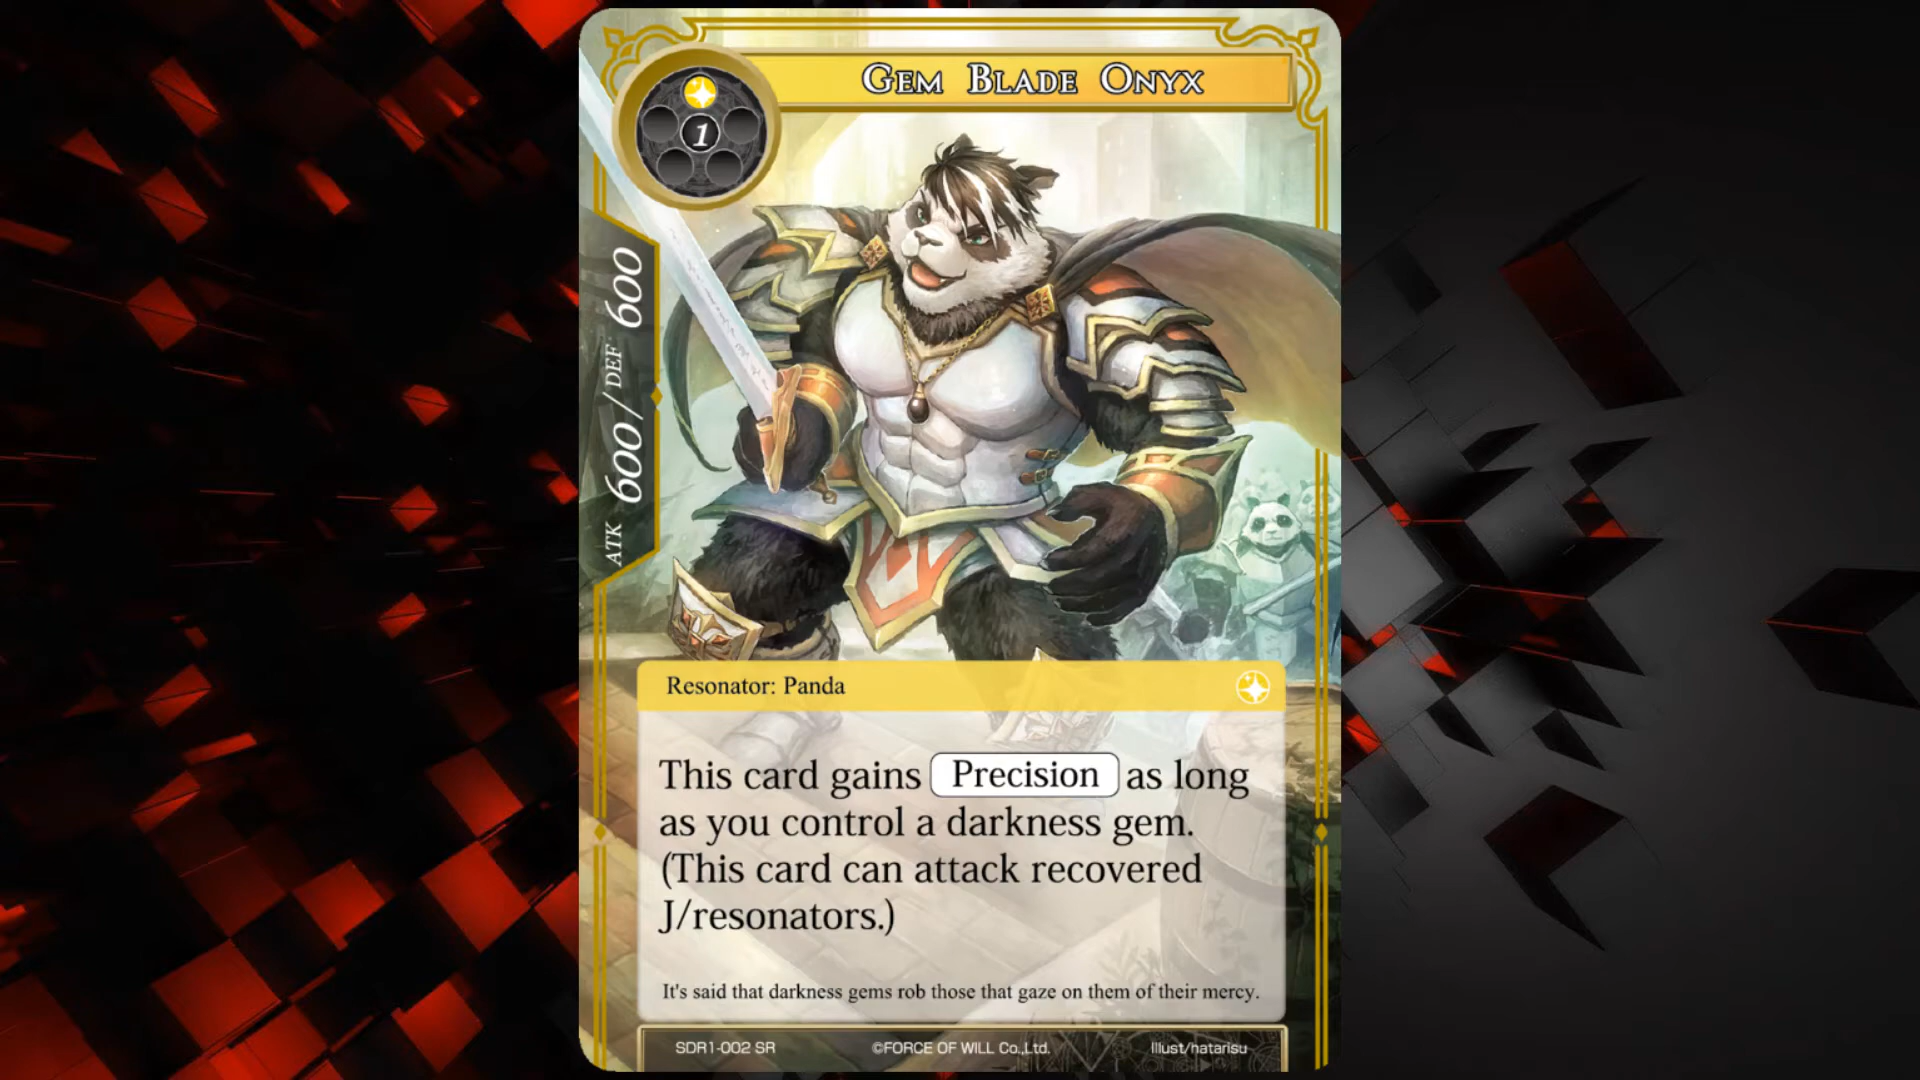 GEM BLADE ONYX
1
ATK 600 / DEF 600
Resonator: Panda
This card gains Precision as long
as you control a darkness gem.
(This card can attack recovered
J/resonators.)
It's said that darkness gems rob those that gaze on them of their mercy.
SDR1-002 SR ©FORCE OF WILL Co.,Ltd. Illust/hatarisu